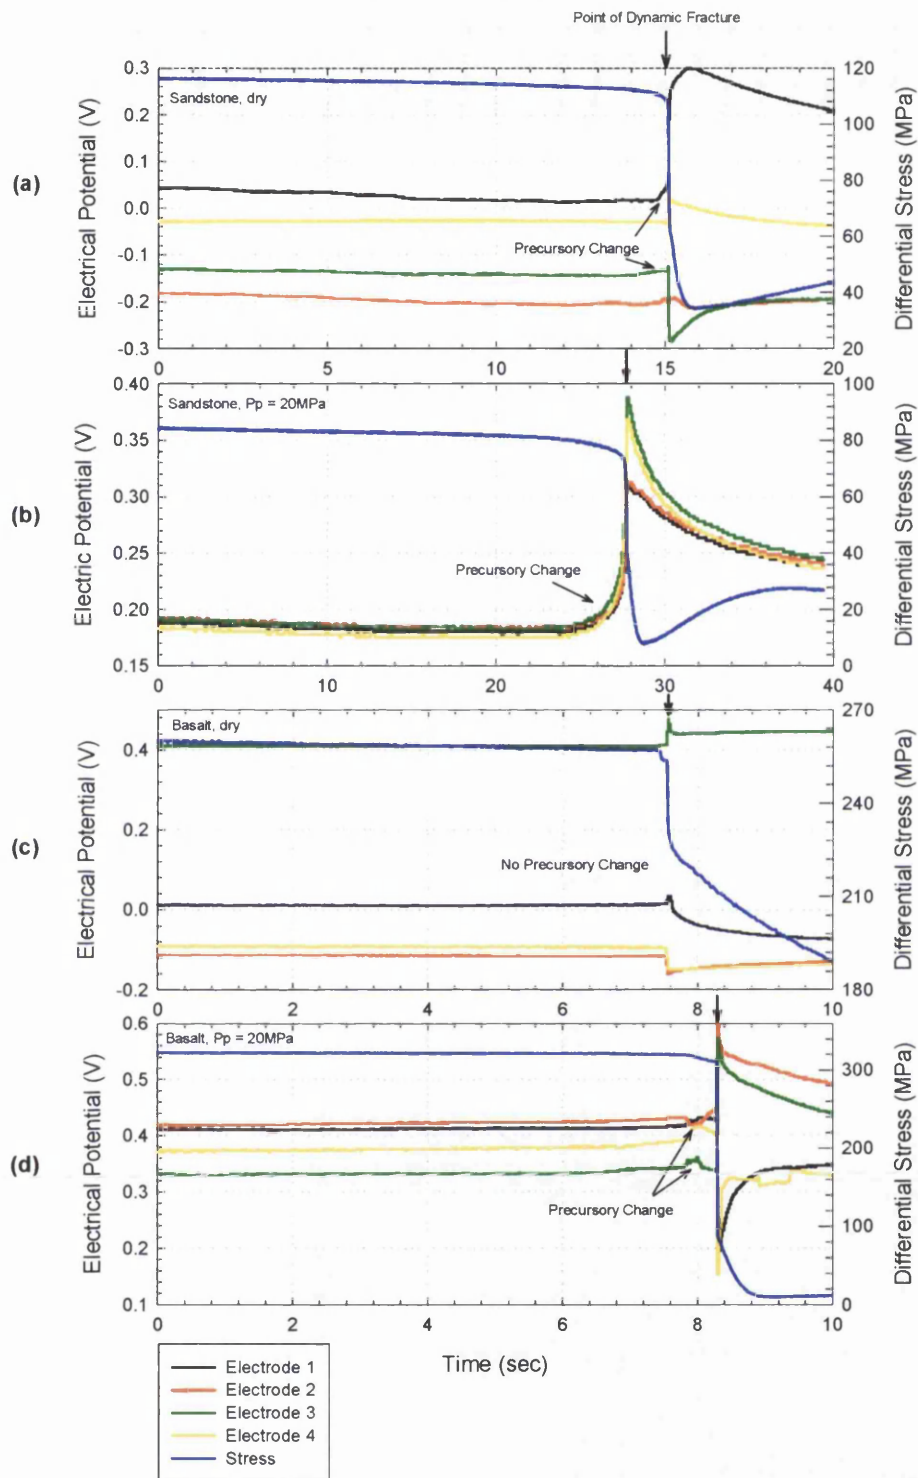 Point of Dynamic Fracture
(a)
Electrical Potential (V)
0.3
0.2
0.1
0.0
-0.1
-0.2
-0.3
Sandstone, dry
Precursory Change
120
100
80
60
40
20
Differential Stress (MPa)
0 5 10 15 20
(b)
Electric Potential (V)
0.40
0.35
0.30
0.25
0.20
0.15
Sandstone, Pp = 20MPa
Precursory Change
100
80
60
40
20
0
Differential Stress (MPa)
0 10 20 30 40
(c)
Electrical Potential (V)
0.4
0.2
0.0
-0.2
Basalt, dry
No Precursory Change
270
240
210
180
Differential Stress (MPa)
0 2 4 6 8 10
(d)
Electrical Potential (V)
0.6
0.5
0.4
0.3
0.2
0.1
Basalt, Pp = 20MPa
Precursory Change
300
200
100
0
Differential Stress (MPa)
0 2 4 6 8 10
Time (sec)
Electrode 1
Electrode 2
Electrode 3
Electrode 4
Stress